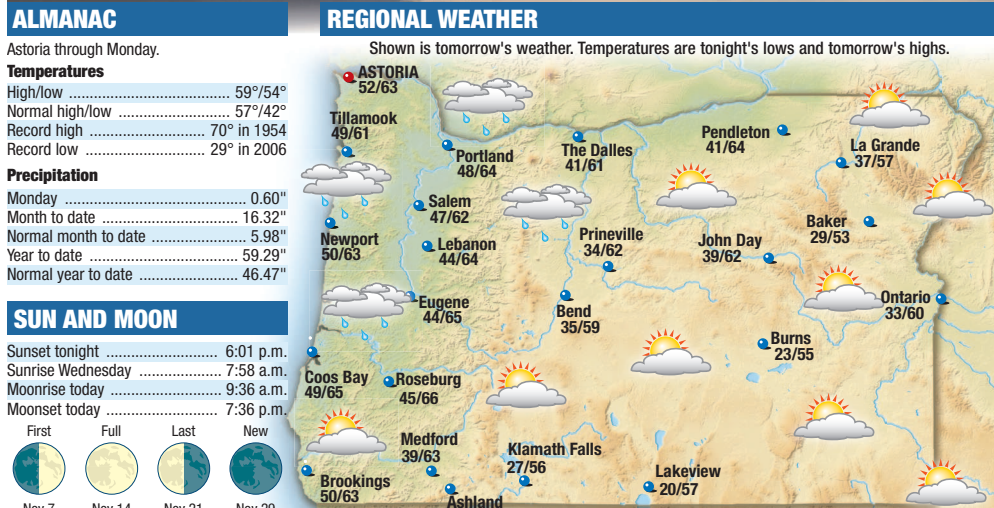 ALMANAC
Astoria through Monday.
Temperatures
High/low ........................................ 59°/54°
Normal high/low ........................... 57°/42°
Record high ............................ 70° in 1954
Record low ............................. 29° in 2006
Precipitation
Monday ........................................... 0.60"
Month to date ............................... 16.32"
Normal month to date ..................... 5.98"
Year to date .................................. 59.29"
Normal year to date ...................... 46.47"
SUN AND MOON
Sunset tonight ........................... 6:01 p.m.
Sunrise Wednesday .................... 7:58 a.m.
Moonrise today .......................... 9:36 a.m.
Moonset today ........................... 7:36 p.m.
First Full Last New
Nov 7 Nov 14 Nov 21
REGIONAL WEATHER
Shown is tomorrow's weather. Temperatures are tonight's lows and tomorrow's highs.
ASTORIA
52/63
Tillamook
49/61
Portland
48/64
The Dalles
41/61
Pendleton
41/64
La Grande
37/57
Salem
47/62
Newport
50/63
Lebanon
44/64
Prineville
34/62
John Day
39/62
Baker
29/53
Eugene
44/65
Bend
35/59
Ontario
33/60
Burns
23/55
Coos Bay
49/65
Roseburg
45/66
Medford
39/63
Klamath Falls
27/56
Lakeview
20/57
Brookings
50/63
Ashland